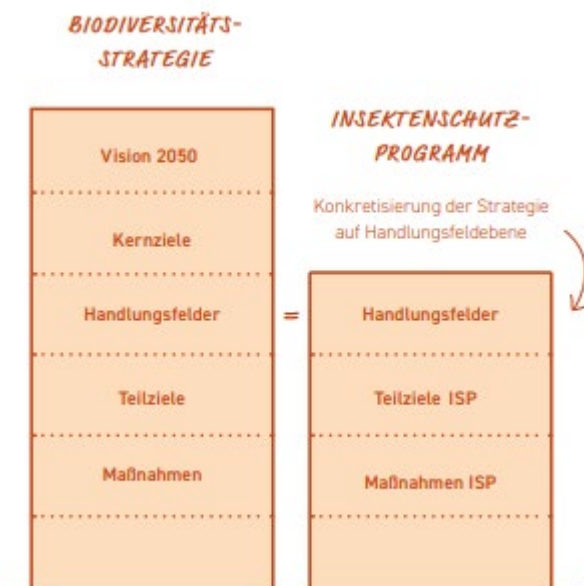 BIODIVERSITÄTS-
STRATEGIE
Vision 2050
Kernziele
Handlungsfelder
Teilziele
Maßnahmen
=
INSEKTENSCHUTZ-
PROGRAMM
Konkretisierung der Strategie
auf Handlungsfeldebene
Handlungsfelder
Teilziele ISP
Maßnahmen ISP